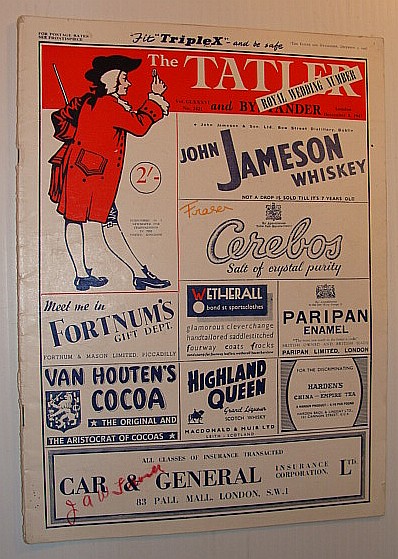 FOR POSTAGE RATES
SEE FRONTISPIECE
Fit "TRIPLEX" - and be safe
The TATLER
ROYAL WEDDING NUMBER
and BYSTANDER
London
2/-
John Jameson & Son Ltd. Bow Street Distillery, Dublin
JOHN JAMESON
WHISKEY
NOT A DROP IS SOLD TILL IT'S 7 YEARS OLD
Fraser
Cerebos
Salt of crystal purity
Meet me in
FORTNUM'S
GIFT DEPT.
FORTNUM & MASON LIMITED, PICCADILLY
WETHERALL
bond st sportsclothes
glamorous cleverchange
handtailored saddlestitched
fourway coats frocks
PARIPAN
ENAMEL
PARIPAN LIMITED, LONDON
VAN HOUTEN'S
COCOA
THE ORIGINAL AND
THE ARISTOCRAT OF COCOAS
HIGHLAND
QUEEN
Grand Liqueur
SCOTCH WHISKY
MACDONALD & MUIR LTD
LEITH · SCOTLAND
FOR THE DISCRIMINATING
HARDEN'S
CHINA - EMPIRE TEA
ALL CLASSES OF INSURANCE TRANSACTED
CAR & GENERAL INSURANCE CORPORATION, LTD.
83 PALL MALL, LONDON, S.W.1